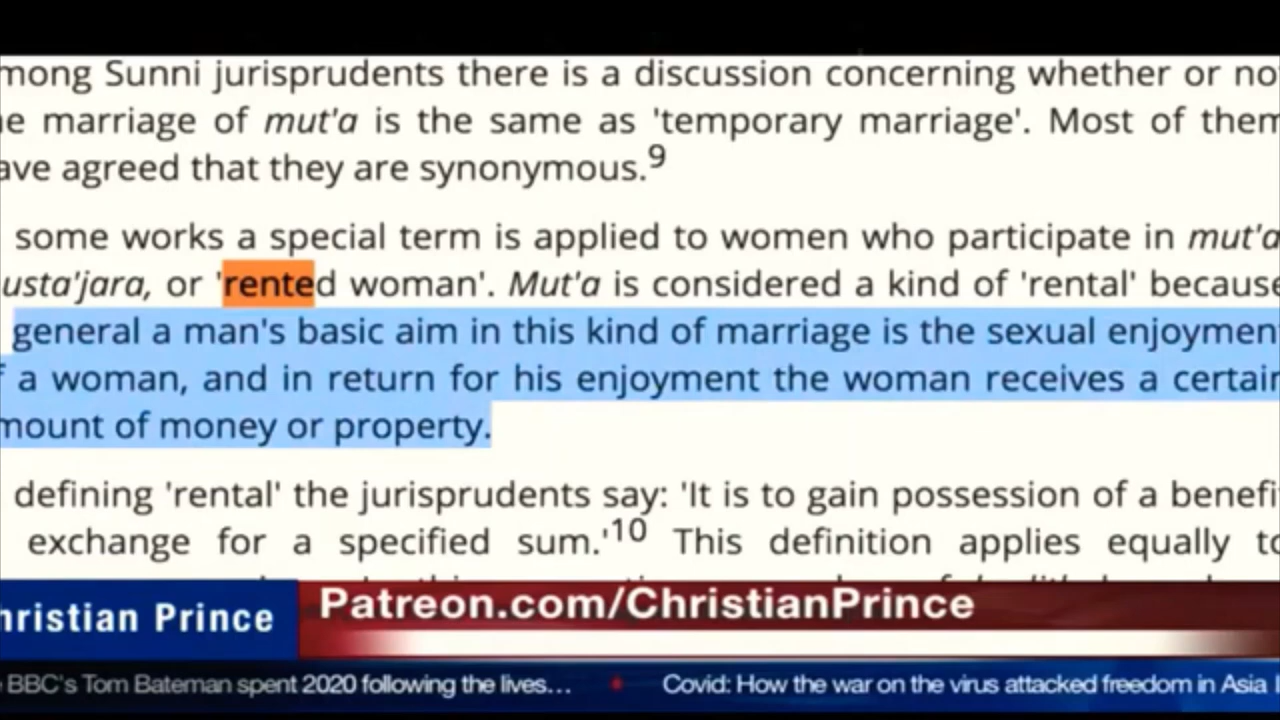 mong Sunni jurisprudents there is a discussion concerning whether or no
e marriage of mut'a is the same as 'temporary marriage'. Most of them
ave agreed that they are synonymous.9
some works a special term is applied to women who participate in mut'a
usta'jara, or 'rented woman'. Mut'a is considered a kind of 'rental' because
general a man's basic aim in this kind of marriage is the sexual enjoymen
f a woman, and in return for his enjoyment the woman receives a certain
mount of money or property.
defining 'rental' the jurisprudents say: 'It is to gain possession of a benefi
exchange for a specified sum.'10 This definition applies equally to
hristian Prince
Patreon.com/ChristianPrince
BBC's Tom Bateman spent 2020 following the lives... • Covid: How the war on the virus attacked freedom in Asia